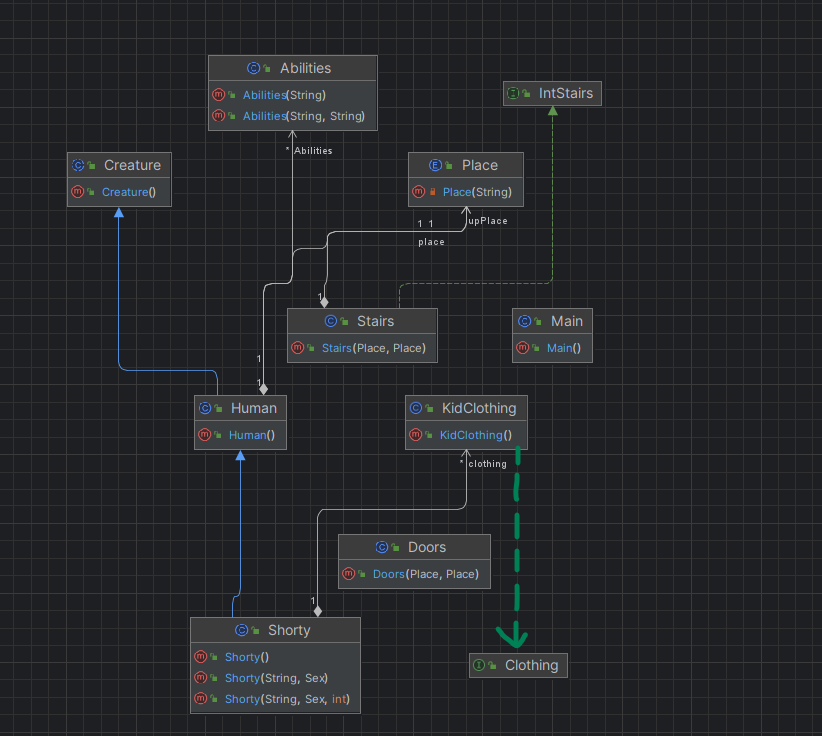 Abilities
Abilities(String)
Abilities(String, String)
IntStairs
* Abilities
Creature
Creature()
Place
Place(String)
1 1
upPlace
place
1
Stairs
Stairs(Place, Place)
Main
Main()
1
1
Human
Human()
KidClothing
KidClothing()
* clothing
Doors
Doors(Place, Place)
1
Shorty
Shorty()
Shorty(String, Sex)
Shorty(String, Sex, int)
Clothing